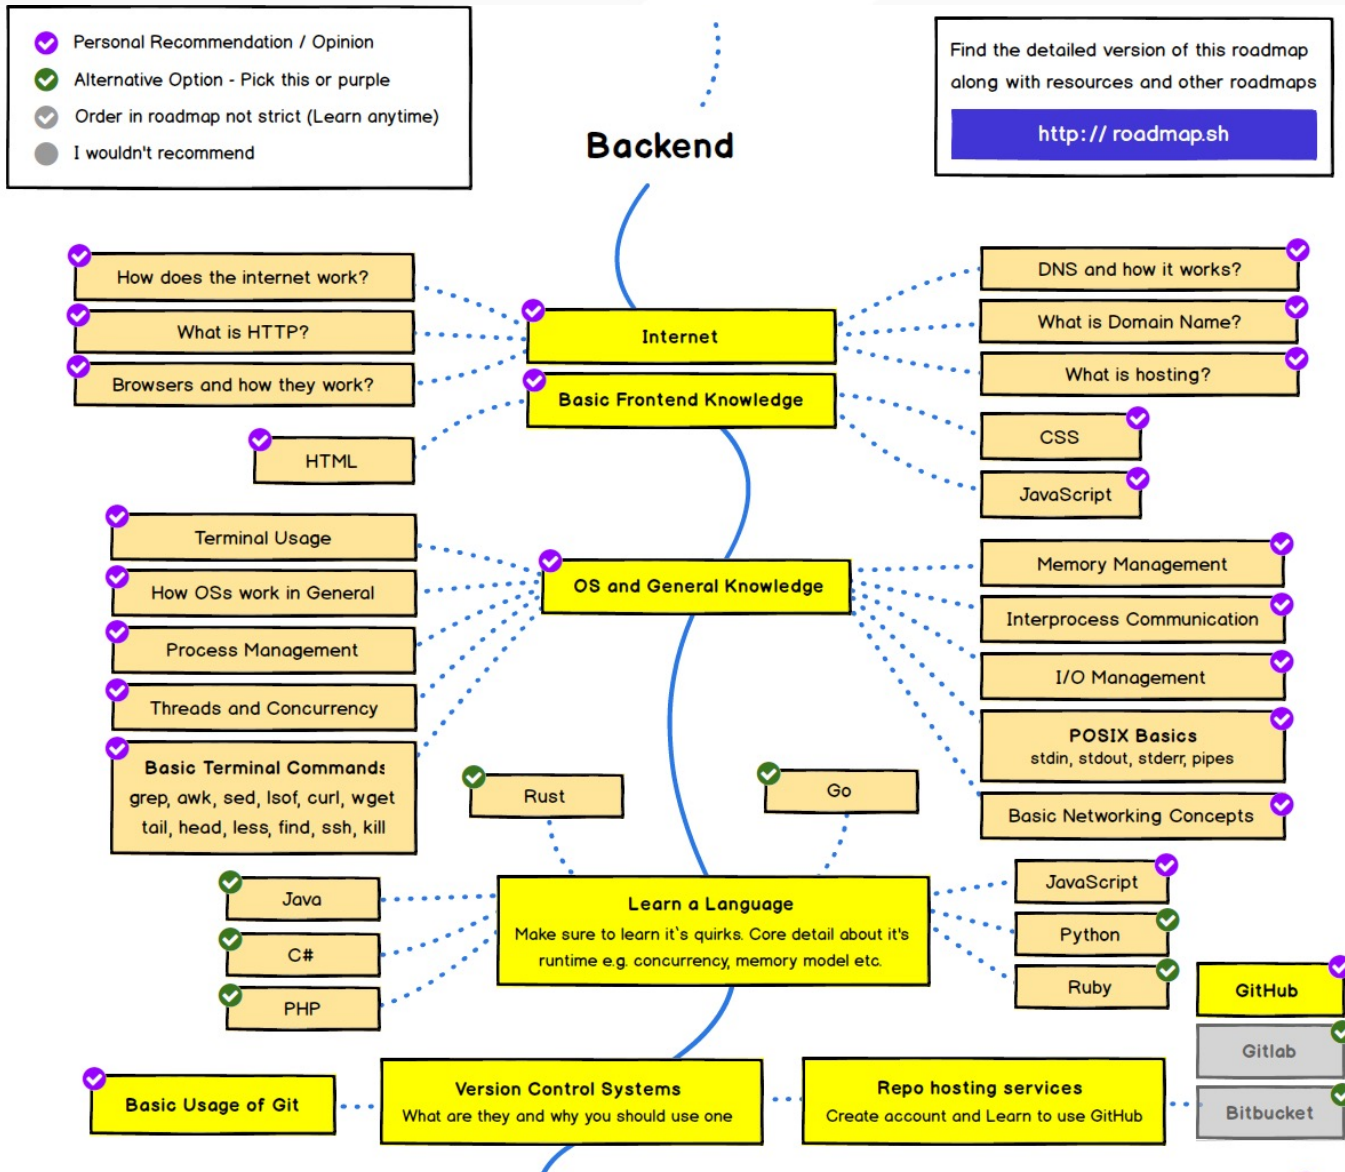 Personal Recommendation / Opinion
Alternative Option - Pick this or purple
Order in roadmap not strict (Learn anytime)
I wouldn't recommend
Find the detailed version of this roadmap
along with resources and other roadmaps
http:// roadmap.sh
Backend
How does the internet work?
What is HTTP?
Browsers and how they work?
Internet
DNS and how it works?
What is Domain Name?
What is hosting?
Basic Frontend Knowledge
HTML
CSS
JavaScript
Terminal Usage
How OSs work in General
Process Management
Threads and Concurrency
Basic Terminal Commands
grep, awk, sed, lsof, curl, wget
tail, head, less, find, ssh, kill
OS and General Knowledge
Memory Management
Interprocess Communication
I/O Management
POSIX Basics
stdin, stdout, stderr, pipes
Basic Networking Concepts
Rust
Go
Java
C#
PHP
Learn a Language
Make sure to learn it`s quirks. Core detail about it's
runtime e.g. concurrency, memory model etc.
JavaScript
Python
Ruby
GitHub
Gitlab
Bitbucket
Basic Usage of Git
Version Control Systems
What are they and why you should use one
Repo hosting services
Create account and Learn to use GitHub